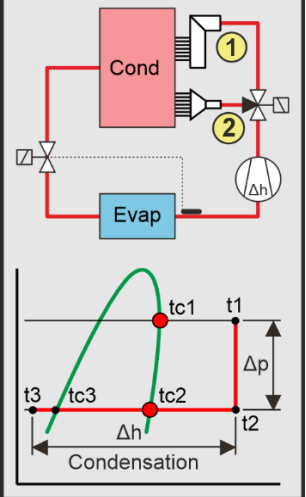 1
Cond
2
Δh
Evap
tc1
t1
Δp
t3
tc3
tc2
t2
Δh
Condensation